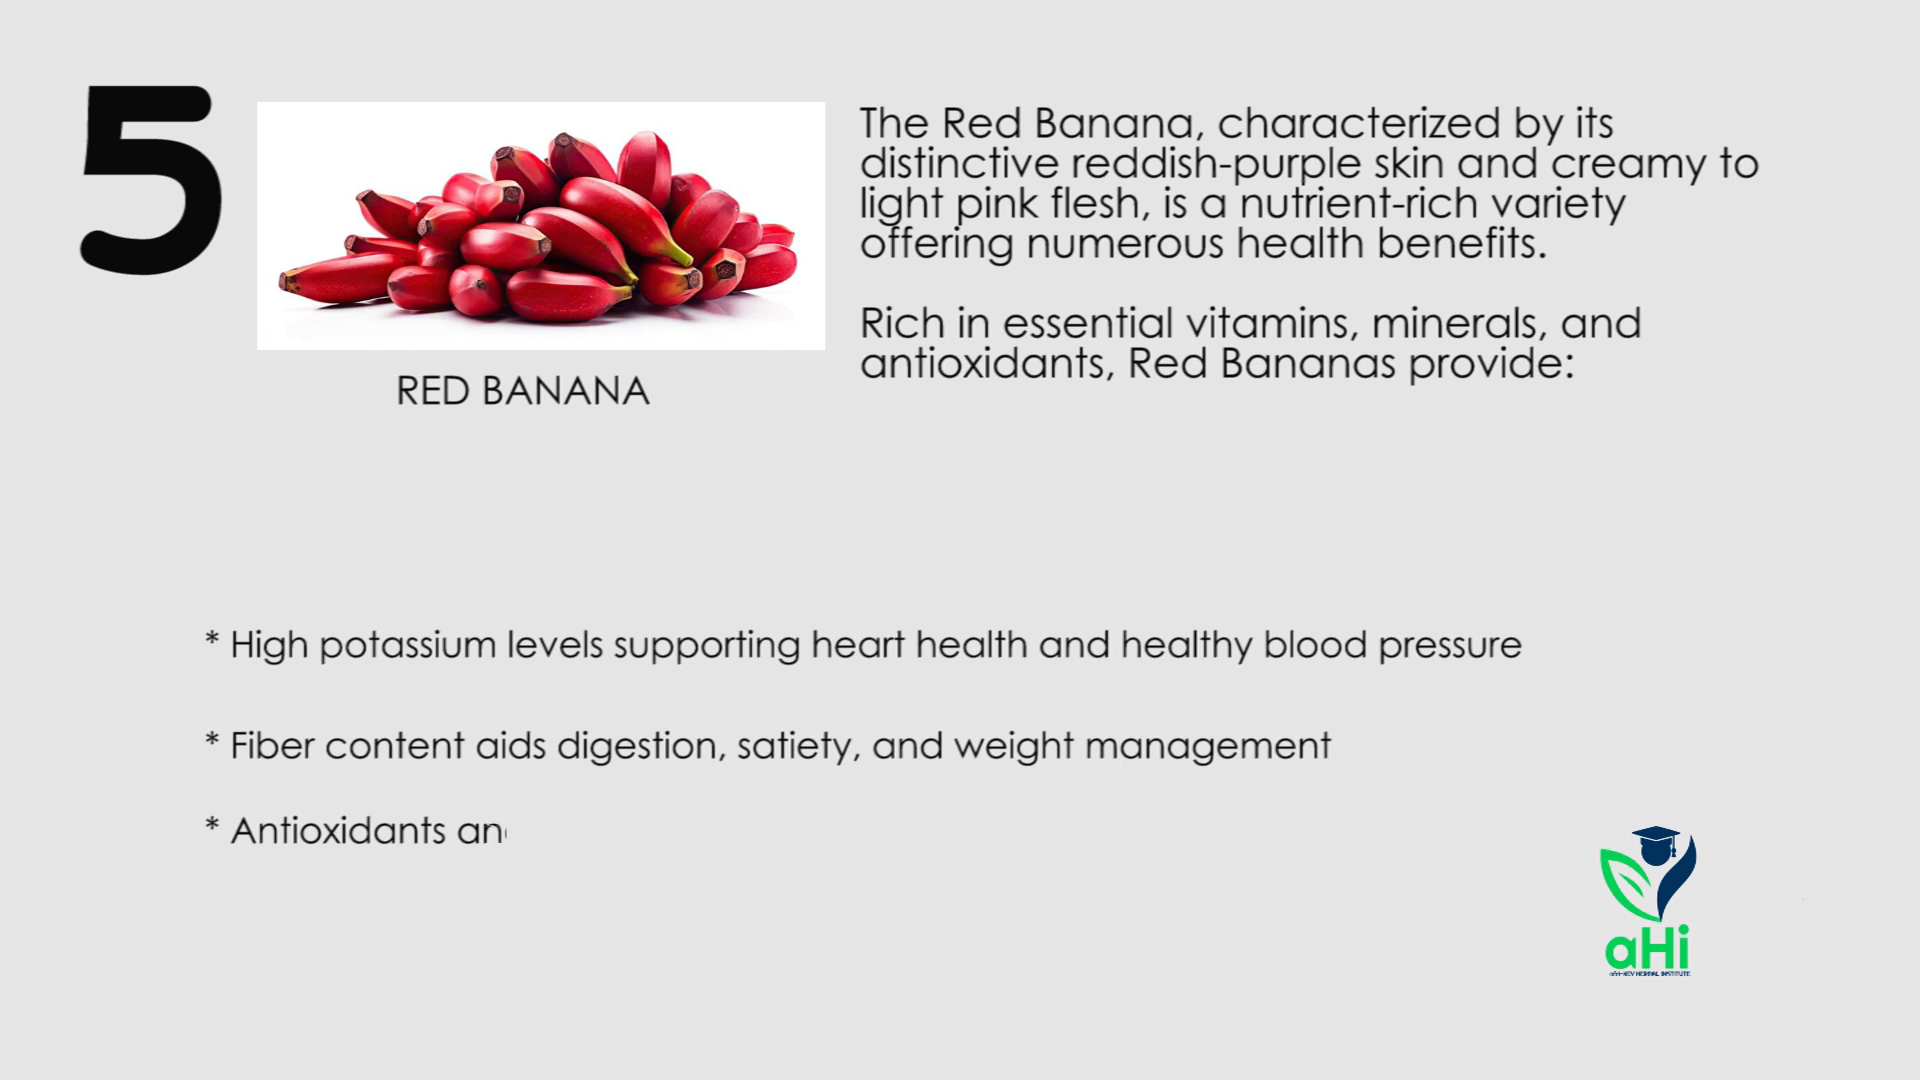 5
The Red Banana, characterized by its
distinctive reddish-purple skin and creamy to
light pink flesh, is a nutrient-rich variety
offering numerous health benefits.
Rich in essential vitamins, minerals, and
antioxidants, Red Bananas provide:
RED BANANA
* High potassium levels supporting heart health and healthy blood pressure
* Fiber content aids digestion, satiety, and weight management
* Antioxidants an
aHi